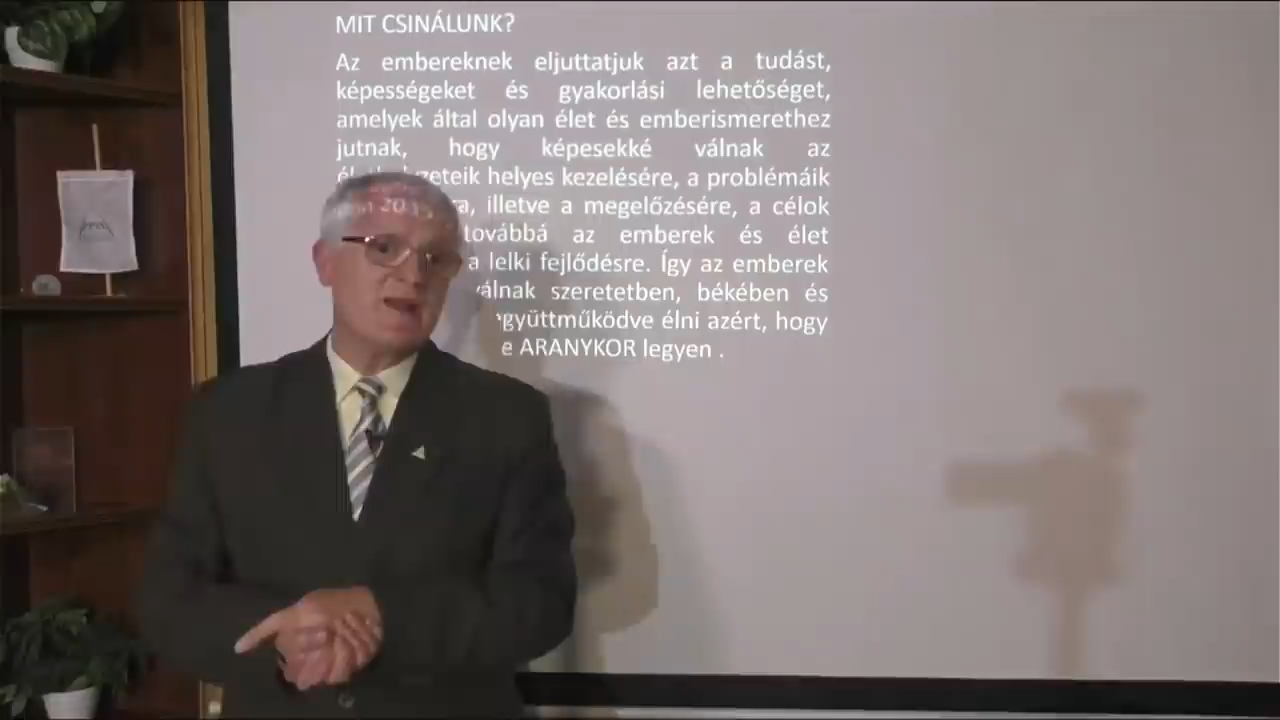 MIT CSINÁLUNK?
Az embereknek eljuttatjuk azt a tudást,
képességeket és gyakorlási lehetőséget,
amelyek által olyan élet és emberismerethez
jutnak, hogy képesekké válnak az
helyes kezelésére, a problémáik
illetve a megelőzésére, a célok
továbbá az emberek és élet
a lelki fejlődésre. Így az emberek
válnak szeretetben, békében és
együttműködve élni azért, hogy
ARANYKOR legyen .